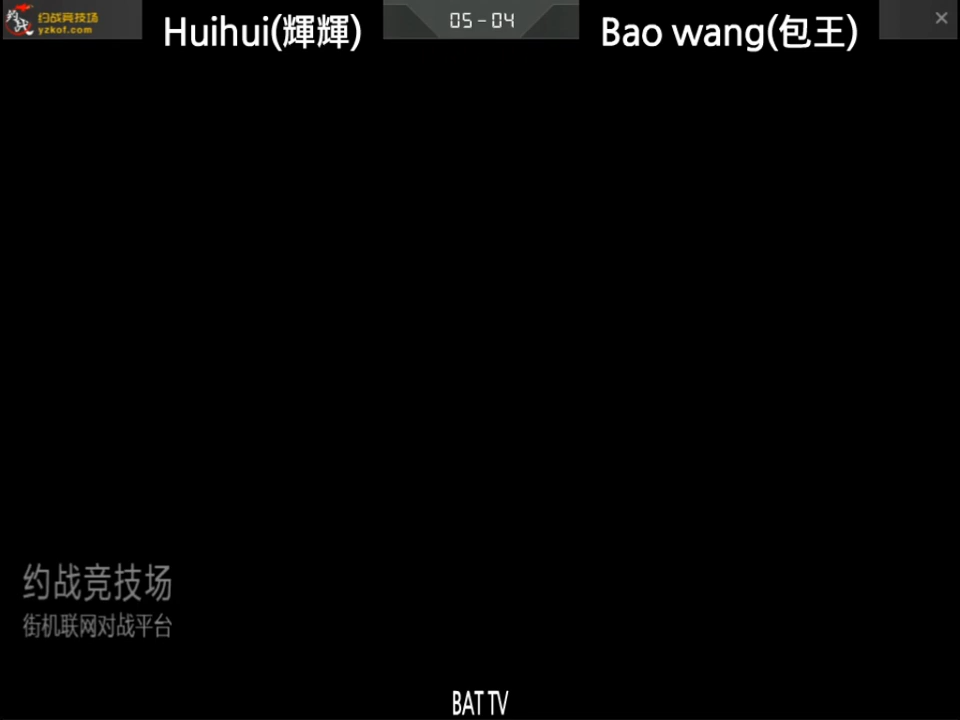 约战竞技场
yzkof.com
Huihui(輝輝)
05-04
Bao wang(包王)
约战竞技场
街机联网对战平台
BAT TV